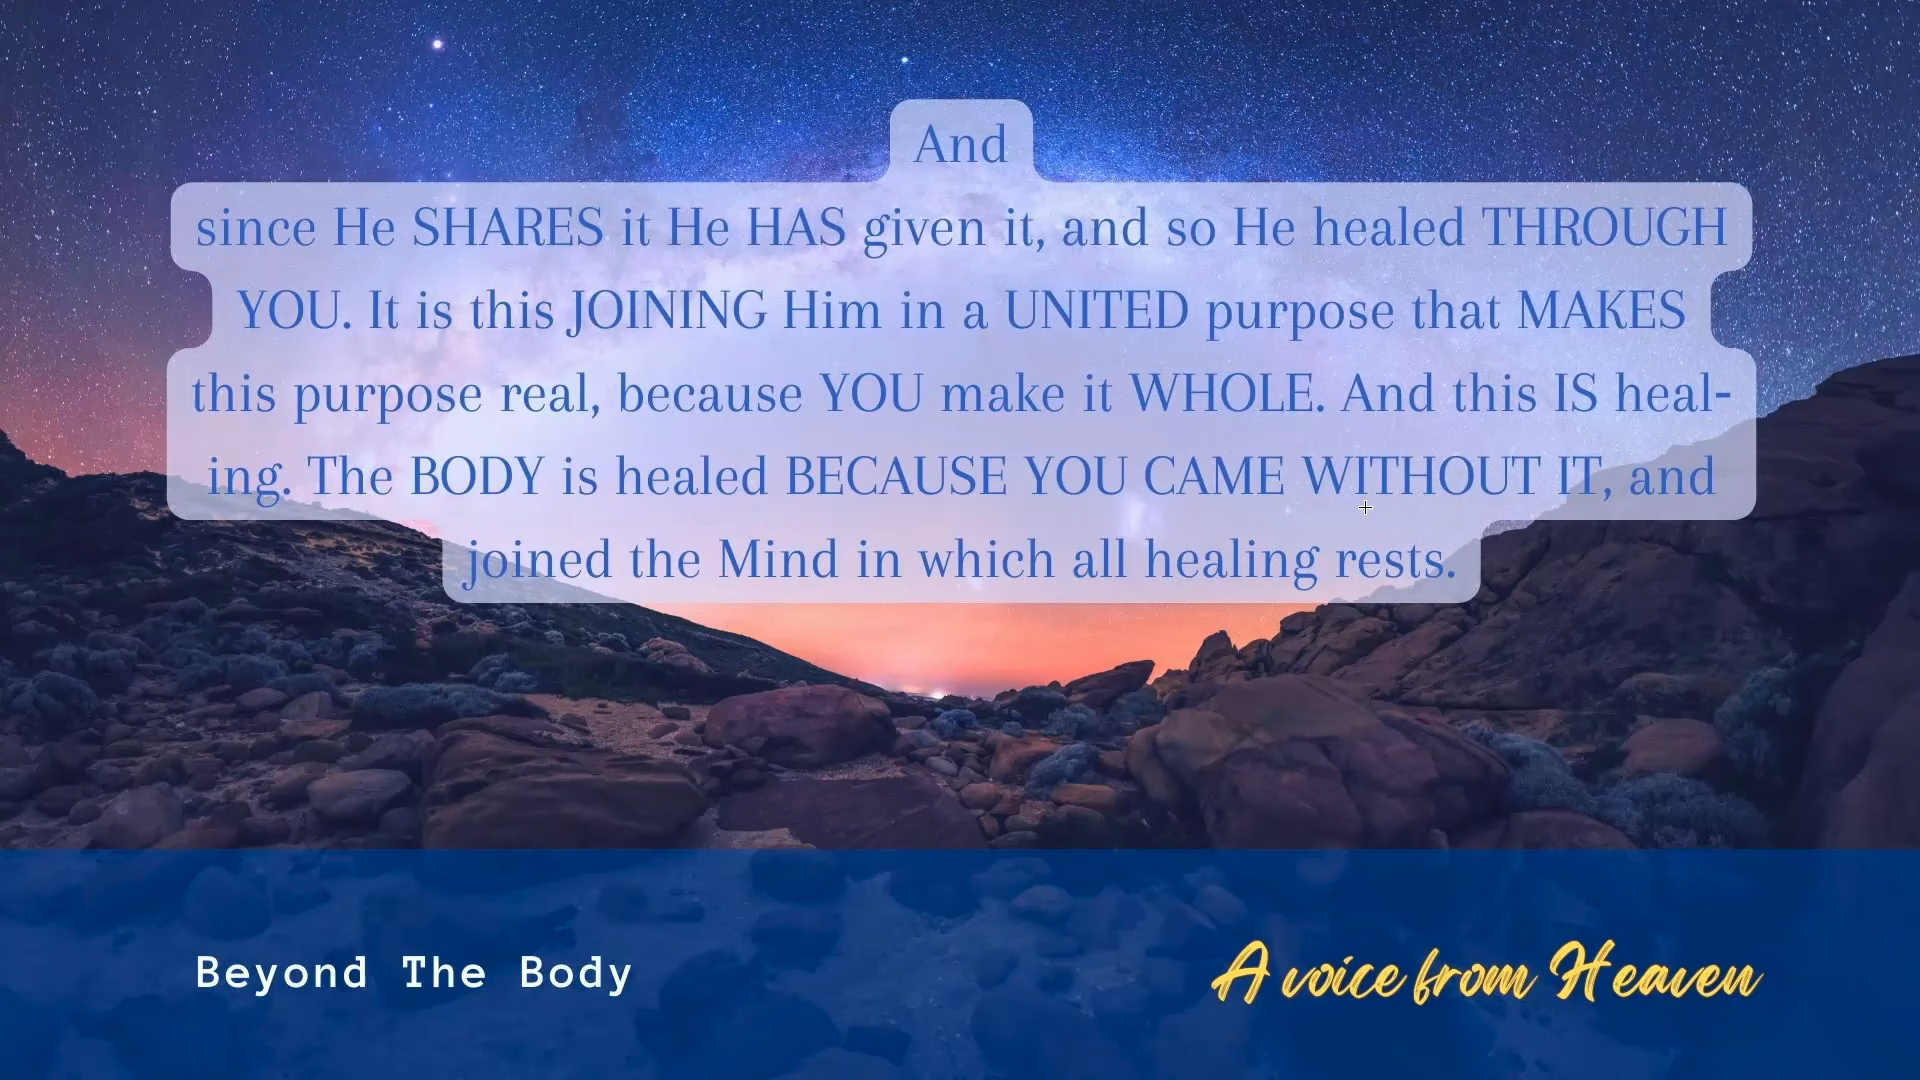 And
since He SHARES it He HAS given it, and so He healed THROUGH
YOU. It is this JOINING Him in a UNITED purpose that MAKES
this purpose real, because YOU make it WHOLE. And this IS heal-
ing. The BODY is healed BECAUSE YOU CAME WITHOUT IT, and
joined the Mind in which all healing rests.
Beyond The Body
A voice from Heaven